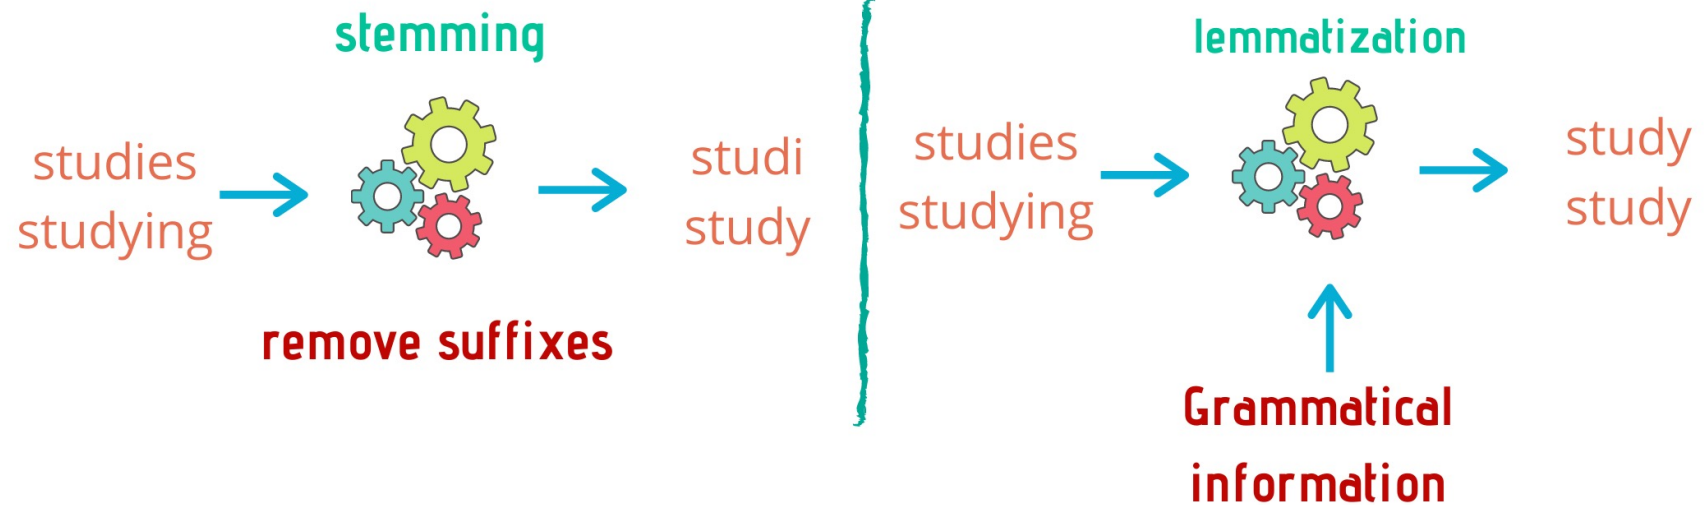 stemming
studies
studying
studi
study
remove suffixes
lemmatization
studies
studying
study
study
Grammatical
information